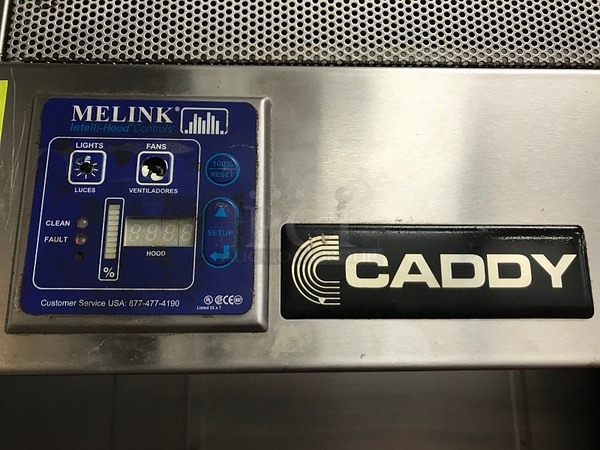 MELINK®
Intelli-Hood Controls
LIGHTS
FANS
100%
RESET
LUCES
VENTILADORES
CLEAN
FAULT
SETUP
HOOD
%
Customer Service USA: 877-477-4190
CADDY